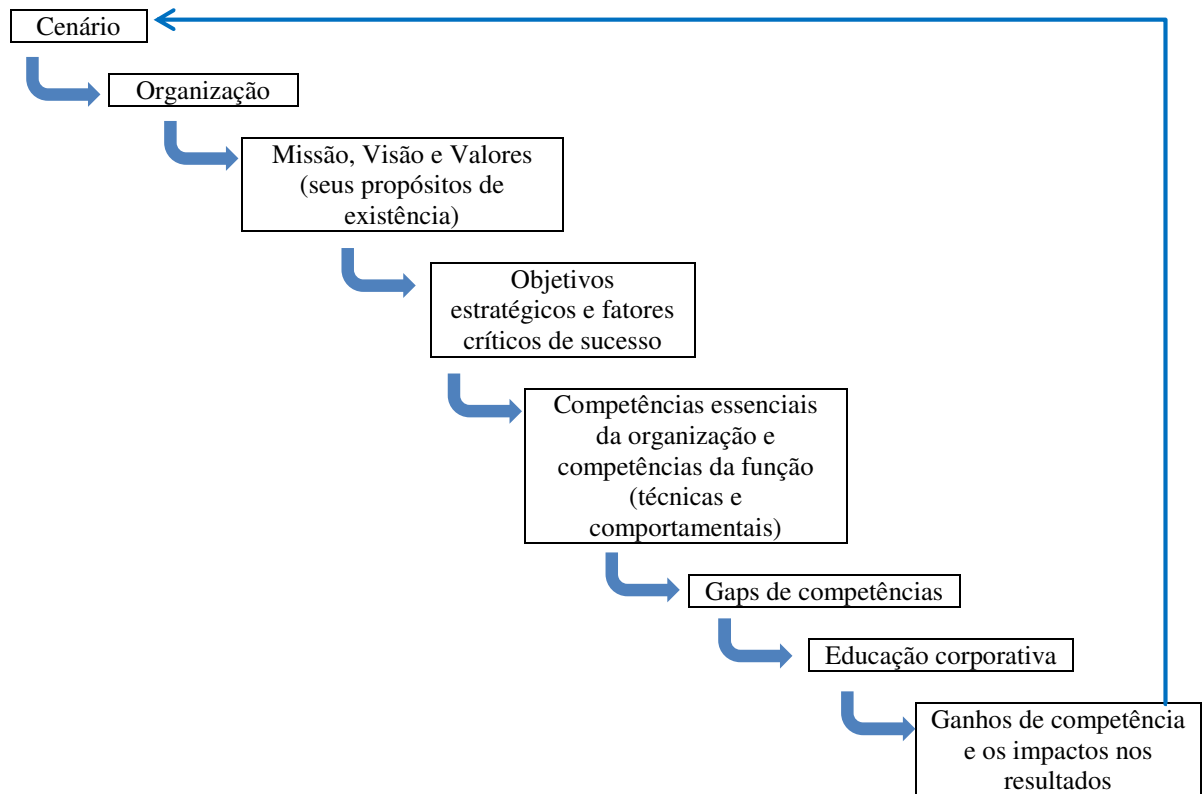 Cenário
Organização
Missão, Visão e Valores
(seus propósitos de
existência)
Objetivos
estratégicos e fatores
críticos de sucesso
Competências essenciais
da organização e
competências da função
(técnicas e
comportamentais)
Gaps de competências
Educação corporativa
Ganhos de competência
e os impactos nos
resultados